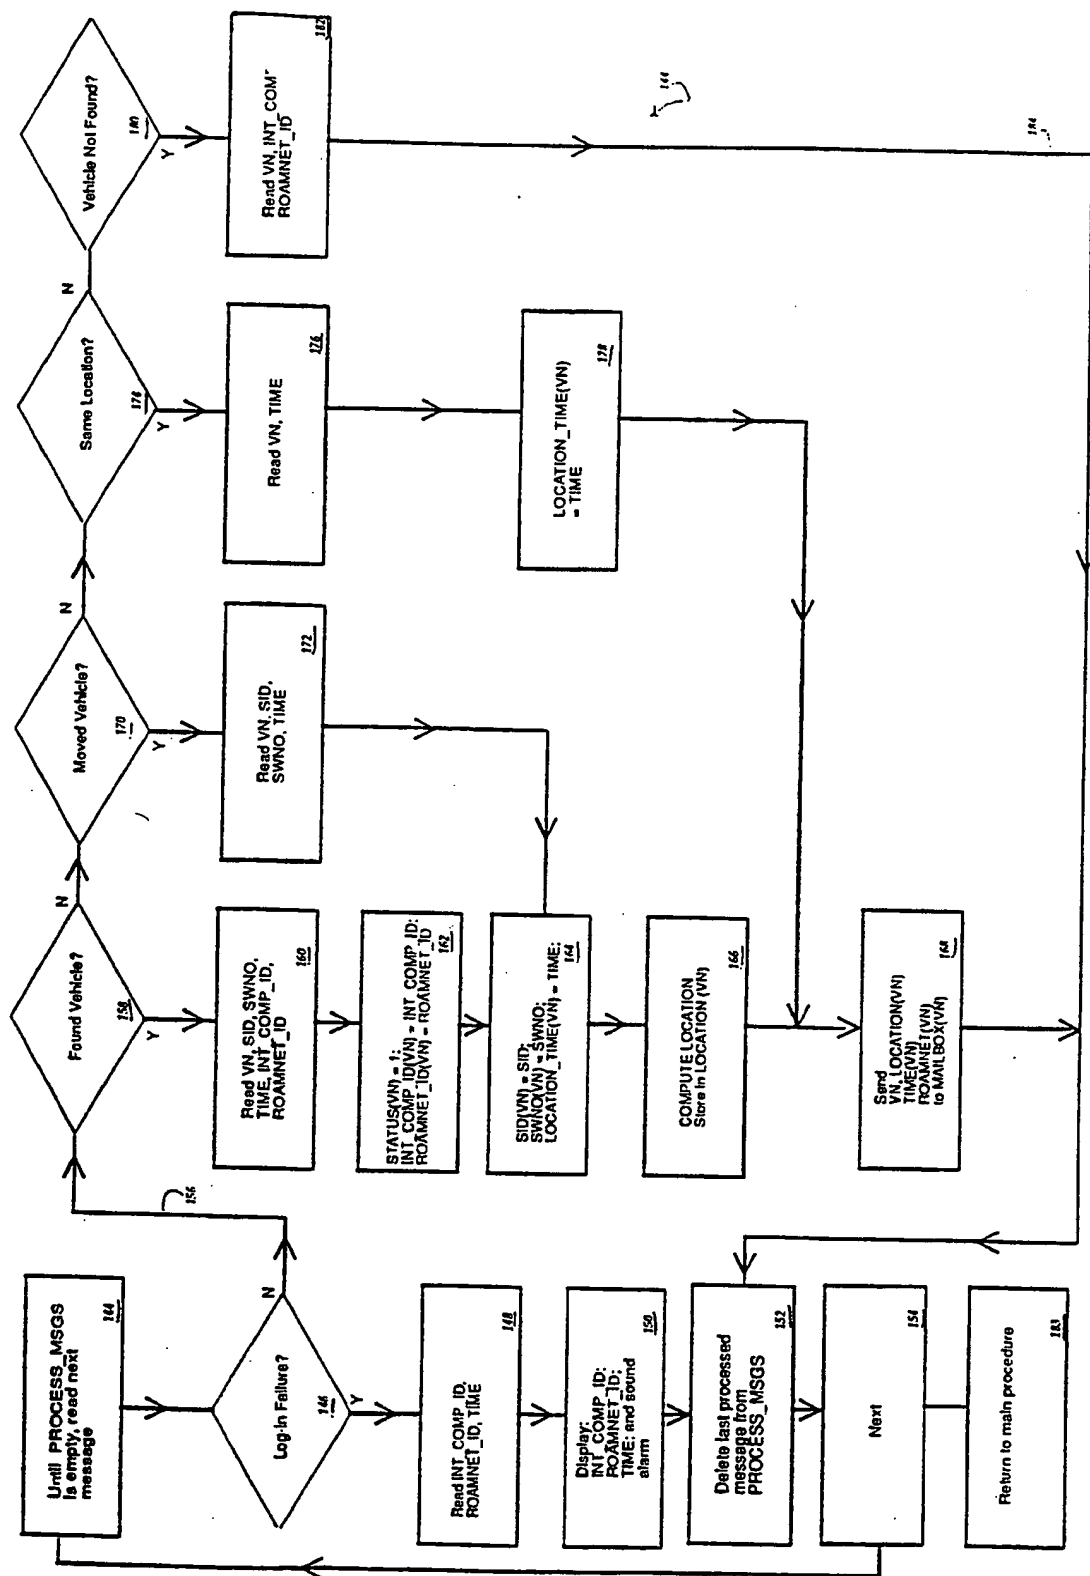 Until PROCESS_MSGS
is empty, read next
message
144
Log-In Failure?
146
N
Y
156
Read INT_COMP_ID,
ROAMNET_ID, TIME
148
Display:
INT_COMP_ID;
ROAMNET_ID;
TIME; and sound
alarm
150
Delete last processed
message from
PROCESS_MSGS
152
Next
154
Return to main procedure
183
Found Vehicle?
158
N
Y
Read VN, SID, SWNO,
TIME, INT_COMP_ID,
ROAMNET_ID
160
STATUS(VN) = 1;
INT_COMP_ID(VN) = INT_COMP_ID;
ROAMNET_ID(VN) = ROAMNET_ID
162
SID(VN) = SID;
SWNO(VN) = SWNO;
LOCATION_TIME(VN) = TIME;
164
COMPUTE LOCATION
Store in LOCATION (VN)
166
Send
VN_LOCATION(VN)
TIME(VN)
ROAMNET(VN)
to MAILBOX(VN)
168
Moved Vehicle?
170
N
Y
Read VN, SID,
SWNO, TIME
172
Same Location?
174
N
Y
Read VN, TIME
176
LOCATION_TIME(VN)
= TIME
178
Vehicle Not Found?
180
Y
Read VN, INT_COM
ROAMNET_ID
182
184